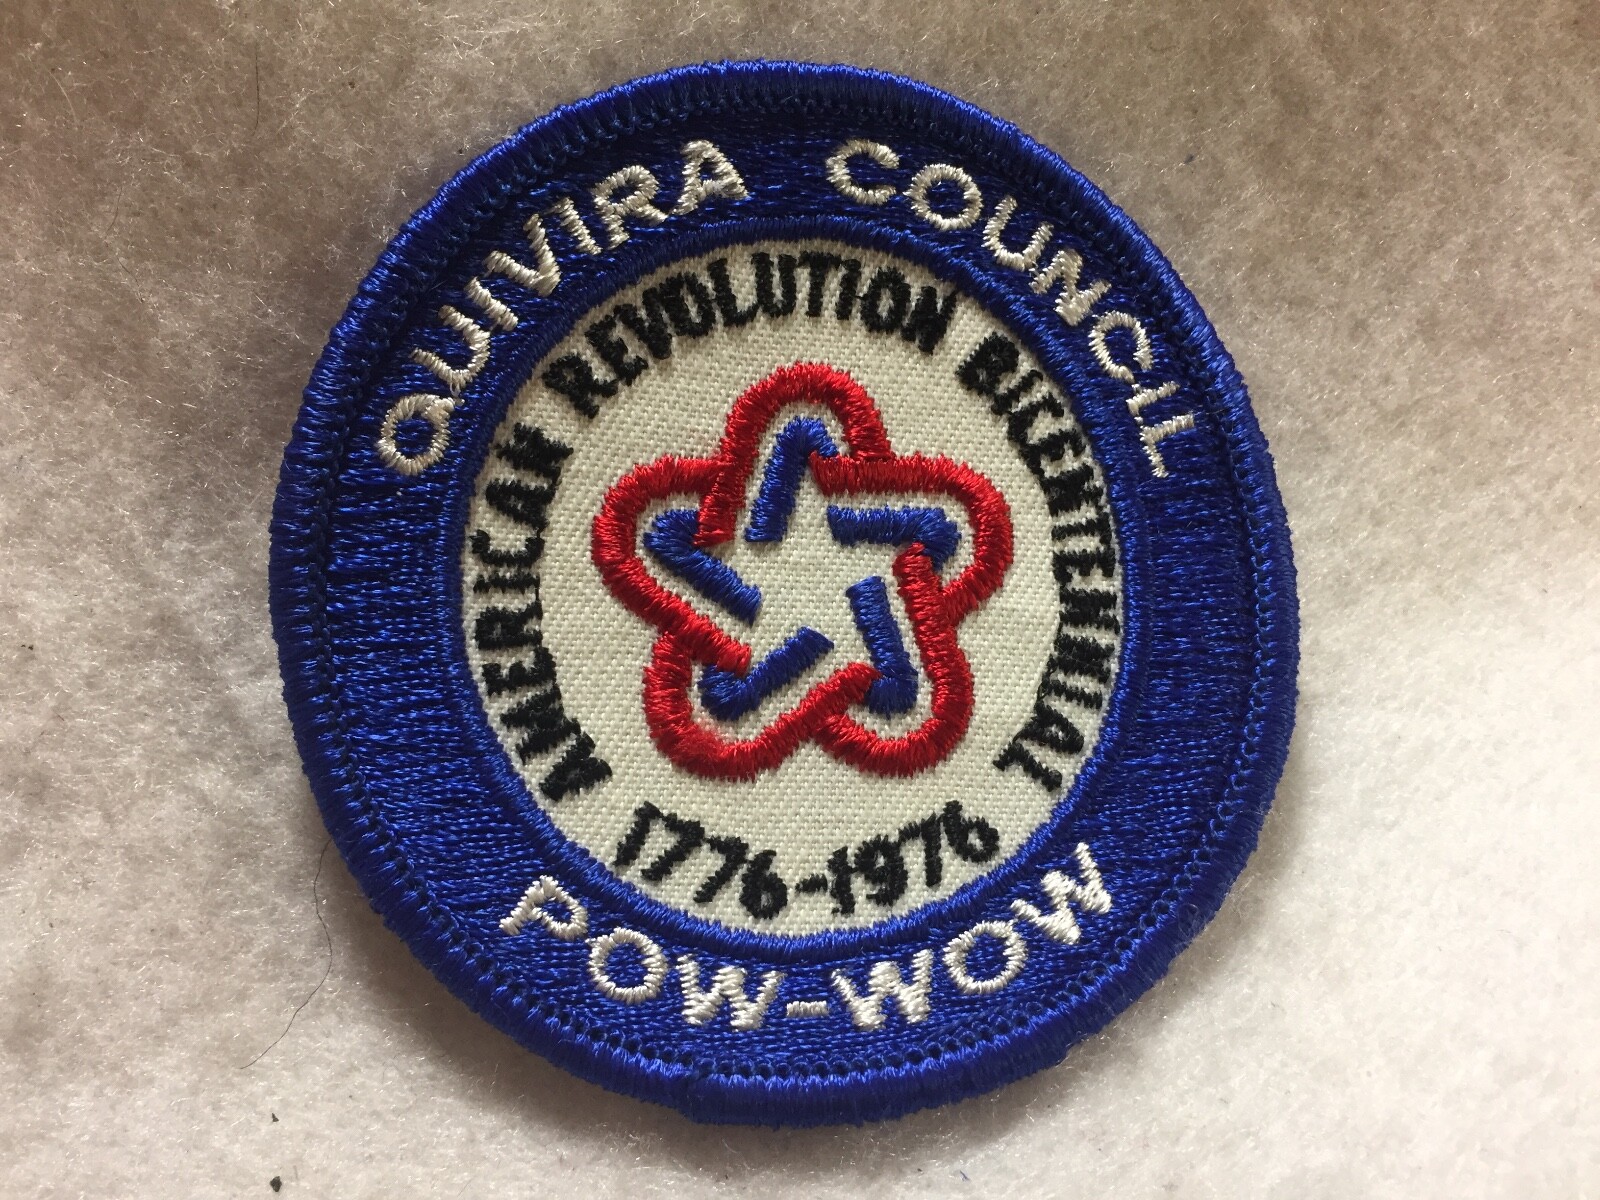 QUIVIRA COUNCIL
AMERICAN REVOLUTION BICENTENNIAL
1776-1976
POW-WOW